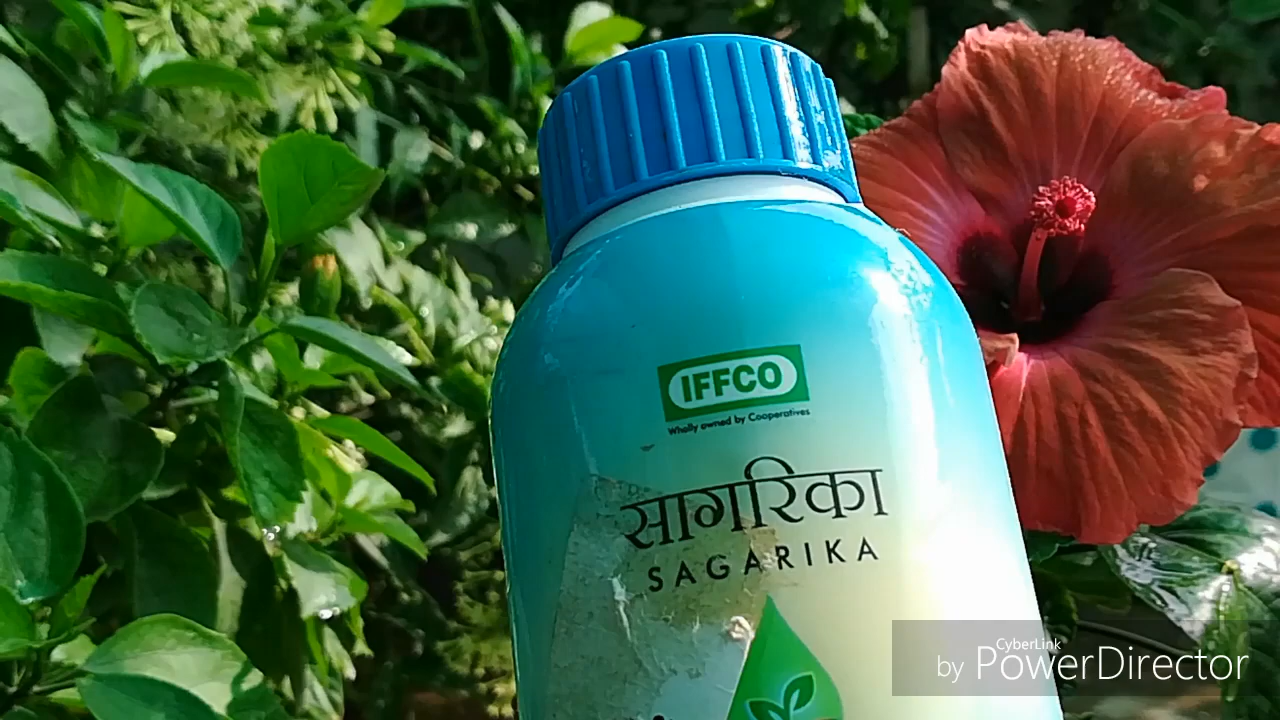 IFFCO
Wholly owned by Cooperatives
सागरिका
SAGARIKA
CyberLink
by PowerDirector